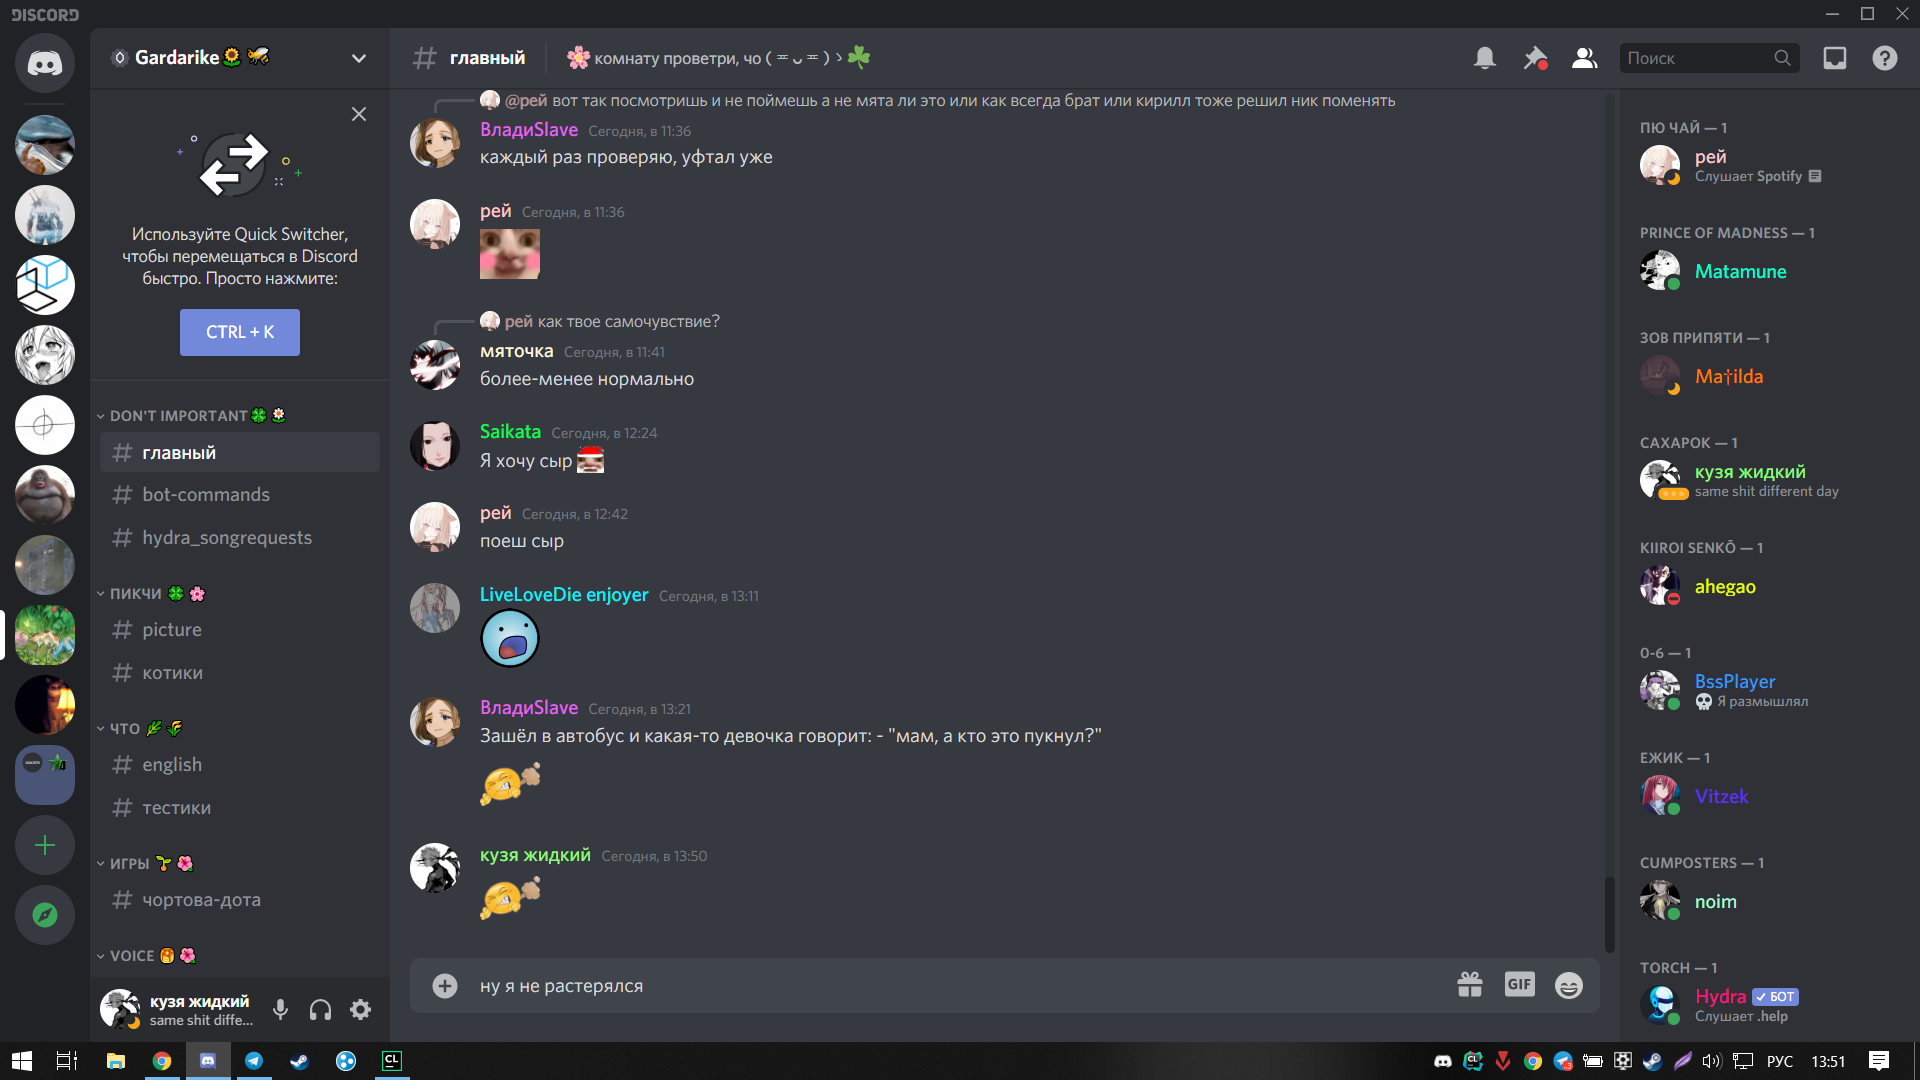 DISCORD
Gardarike
Используйте Quick Switcher,
чтобы перемещаться в Discord
быстро. Просто нажмите:
CTRL + K
DON'T IMPORTANT
главный
bot-commands
hydra_songrequests
ПИКЧИ
picture
котики
ЧТО
english
тестики
ИГРЫ
чортова-дота
VOICE
кузя жидкий
same shit diffe...
# главный
комнату проветри, чо ( ᆖ ᴗ ᆖ ) ›
Поиск
@рей вот так посмотришь и не поймешь а не мята ли это или как всегда брат или кирилл тоже решил ник поменять
ВладиSlave Сегодня, в 11:36
каждый раз проверяю, уфтал уже
рей Сегодня, в 11:36
рей как твое самочувствие?
мяточка Сегодня, в 11:41
более-менее нормально
Saikata Сегодня, в 12:24
Я хочу сыр
рей Сегодня, в 12:42
поеш сыр
LiveLoveDie enjoyer Сегодня, в 13:11
ВладиSlave Сегодня, в 13:21
Зашёл в автобус и какая-то девочка говорит: - "мам, а кто это пукнул?"
кузя жидкий Сегодня, в 13:50
ну я не растерялся
GIF
ПЮ ЧАЙ — 1
рей
Слушает Spotify
PRINCE OF MADNESS — 1
Matamune
ЗОВ ПРИПЯТИ — 1
Ma†ilda
САХАРОК — 1
кузя жидкий
same shit different day
KIIROI SENKŌ — 1
ahegao
0-6 — 1
BssPlayer
Я размышлял
ЕЖИК — 1
Vitzek
CUMPOSTERS — 1
noim
TORCH — 1
Hydra ✓ БОТ
Слушает .help
CL
CL
РУС
13:51